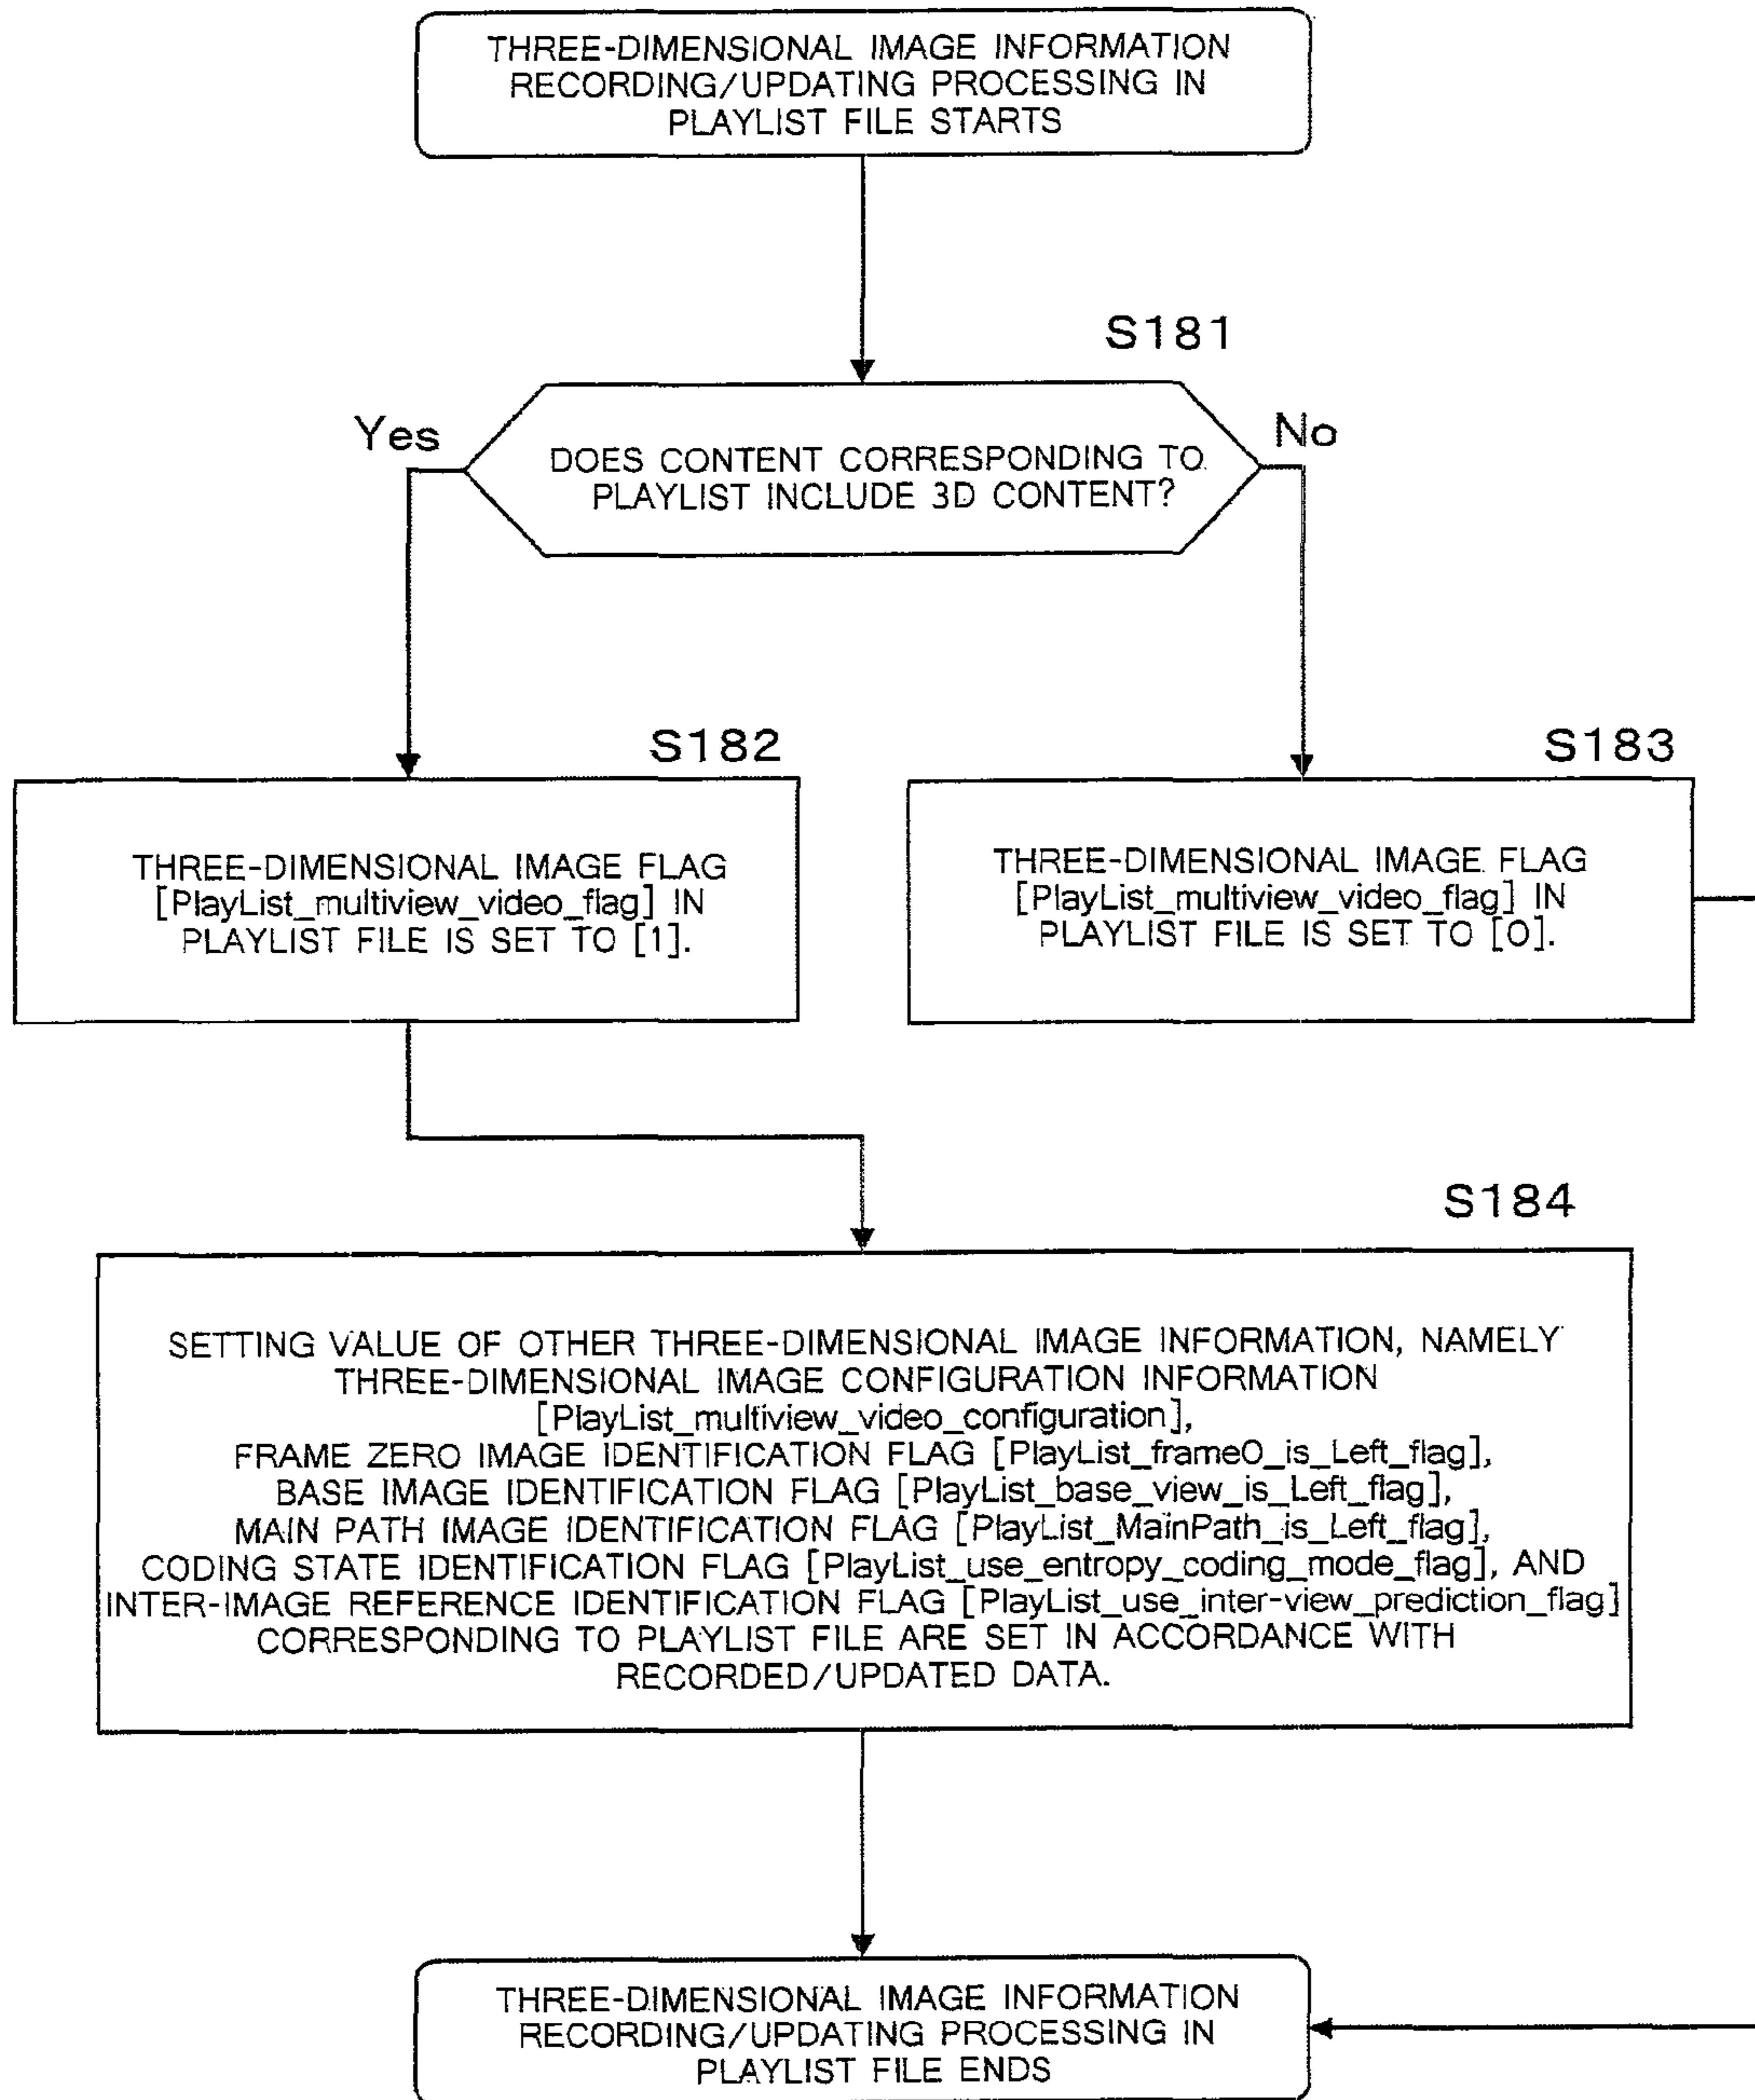 THREE-DIMENSIONAL IMAGE INFORMATION
RECORDING/UPDATING PROCESSING IN
PLAYLIST FILE STARTS
S181
Yes
No
DOES CONTENT CORRESPONDING TO
PLAYLIST INCLUDE 3D CONTENT?
S182
S183
THREE-DIMENSIONAL IMAGE FLAG
[PlayList_multiview_video_flag] IN
PLAYLIST FILE IS SET TO [1].
THREE-DIMENSIONAL IMAGE FLAG
[PlayList_multiview_video_flag] IN
PLAYLIST FILE IS SET TO [0].
S184
SETTING VALUE OF OTHER THREE-DIMENSIONAL IMAGE INFORMATION, NAMELY
THREE-DIMENSIONAL IMAGE CONFIGURATION INFORMATION
[PlayList_multiview_video_configuration],
FRAME ZERO IMAGE IDENTIFICATION FLAG [PlayList_frame0_is_Left_flag],
BASE IMAGE IDENTIFICATION FLAG [PlayList_base_view_is_Left_flag],
MAIN PATH IMAGE IDENTIFICATION FLAG [PlayList_MainPath_is_Left_flag],
CODING STATE IDENTIFICATION FLAG [PlayList_use_entropy_coding_mode_flag], AND
INTER-IMAGE REFERENCE IDENTIFICATION FLAG [PlayList_use_inter-view_prediction_flag]
CORRESPONDING TO PLAYLIST FILE ARE SET IN ACCORDANCE WITH
RECORDED/UPDATED DATA.
THREE-DIMENSIONAL IMAGE INFORMATION
RECORDING/UPDATING PROCESSING IN
PLAYLIST FILE ENDS